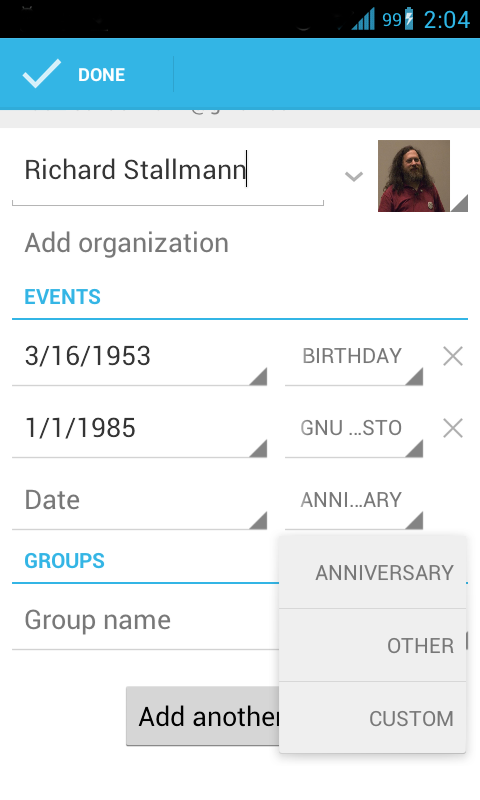 99 2:04
DONE
Richard Stallmann
Add organization
EVENTS
3/16/1953 BIRTHDAY
1/1/1985 GNU ...STO
Date ANNI...ARY
GROUPS
ANNIVERSARY
Group name
OTHER
Add another
CUSTOM